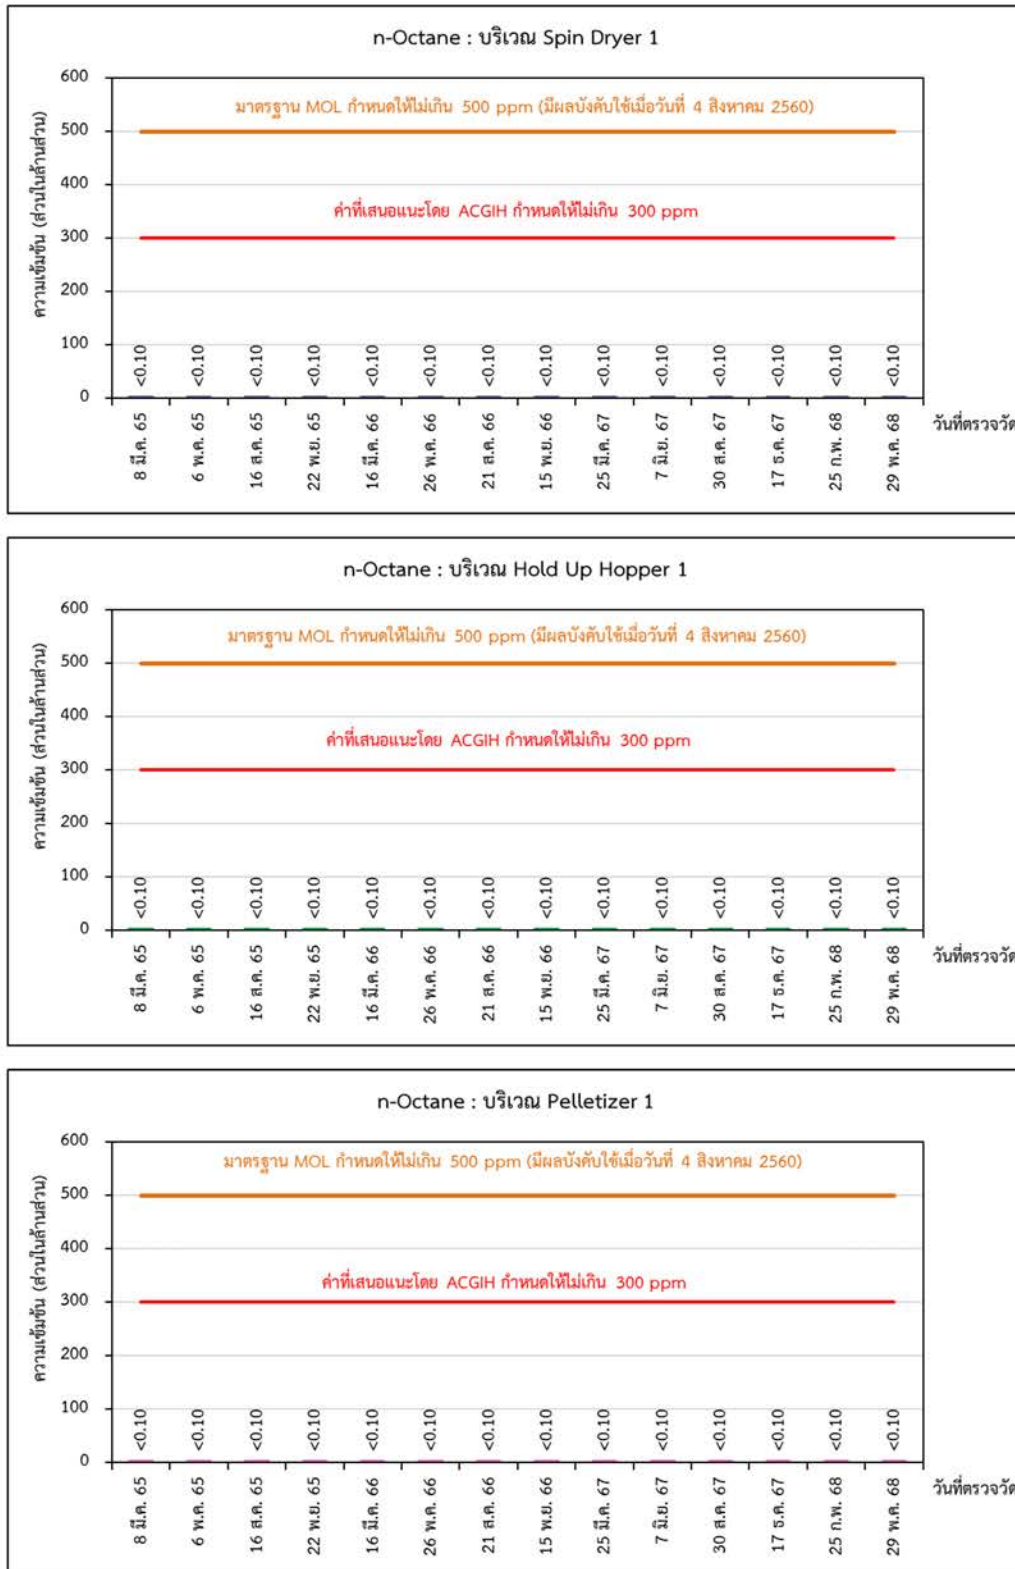 n-Octane : บริเวณ Spin Dryer 1
ความเข้มข้น (ส่วนในล้านส่วน)
600
500
400
300
200
100
0
มาตรฐาน MOL กำหนดให้ไม่เกิน 500 ppm (มีผลบังคับใช้เมื่อวันที่ 4 สิงหาคม 2560)
ค่าที่เสนอแนะโดย ACGIH กำหนดให้ไม่เกิน 300 ppm
<0.10 <0.10 <0.10 <0.10 <0.10 <0.10 <0.10 <0.10 <0.10 <0.10 <0.10 <0.10 <0.10 <0.10
8 มี.ค. 65
6 พ.ค. 65
16 ส.ค. 65
22 พ.ย. 65
16 มี.ค. 66
26 พ.ค. 66
21 ส.ค. 66
15 พ.ย. 66
25 มี.ค. 67
7 มิ.ย. 67
30 ส.ค. 67
17 ธ.ค. 67
25 ก.พ. 68
29 พ.ค. 68
วันที่ตรวจวัด
n-Octane : บริเวณ Hold Up Hopper 1
ความเข้มข้น (ส่วนในล้านส่วน)
600
500
400
300
200
100
0
มาตรฐาน MOL กำหนดให้ไม่เกิน 500 ppm (มีผลบังคับใช้เมื่อวันที่ 4 สิงหาคม 2560)
ค่าที่เสนอแนะโดย ACGIH กำหนดให้ไม่เกิน 300 ppm
<0.10 <0.10 <0.10 <0.10 <0.10 <0.10 <0.10 <0.10 <0.10 <0.10 <0.10 <0.10 <0.10 <0.10
8 มี.ค. 65
6 พ.ค. 65
16 ส.ค. 65
22 พ.ย. 65
16 มี.ค. 66
26 พ.ค. 66
21 ส.ค. 66
15 พ.ย. 66
25 มี.ค. 67
7 มิ.ย. 67
30 ส.ค. 67
17 ธ.ค. 67
25 ก.พ. 68
29 พ.ค. 68
วันที่ตรวจวัด
n-Octane : บริเวณ Pelletizer 1
ความเข้มข้น (ส่วนในล้านส่วน)
600
500
400
300
200
100
0
มาตรฐาน MOL กำหนดให้ไม่เกิน 500 ppm (มีผลบังคับใช้เมื่อวันที่ 4 สิงหาคม 2560)
ค่าที่เสนอแนะโดย ACGIH กำหนดให้ไม่เกิน 300 ppm
<0.10 <0.10 <0.10 <0.10 <0.10 <0.10 <0.10 <0.10 <0.10 <0.10 <0.10 <0.10 <0.10 <0.10
8 มี.ค. 65
6 พ.ค. 65
16 ส.ค. 65
22 พ.ย. 65
16 มี.ค. 66
26 พ.ค. 66
21 ส.ค. 66
15 พ.ย. 66
25 มี.ค. 67
7 มิ.ย. 67
30 ส.ค. 67
17 ธ.ค. 67
25 ก.พ. 68
29 พ.ค. 68
วันที่ตรวจวัด